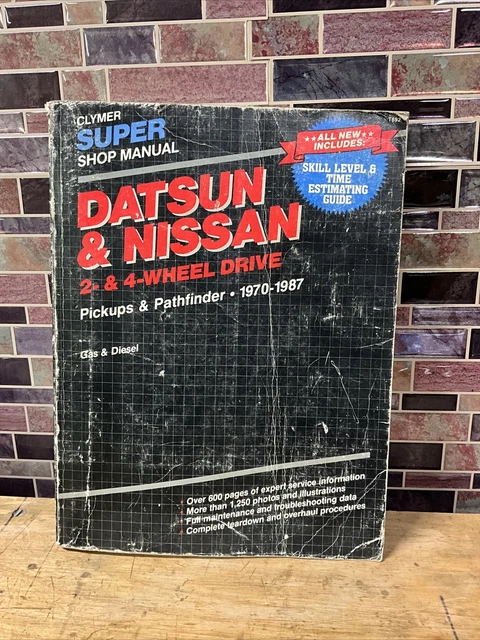 CLYMER
SUPER
SHOP MANUAL
★★ ALL NEW ★★
INCLUDES:
SKILL LEVEL &
TIME
ESTIMATING
GUIDE
DATSUN
& NISSAN
2- & 4-WHEEL DRIVE
Pickups & Pathfinder • 1970-1987
Gas & Diesel
Over 600 pages of expert service information
More than 1,250 photos and illustrations
Full maintenance and troubleshooting data
Complete teardown and overhaul procedures